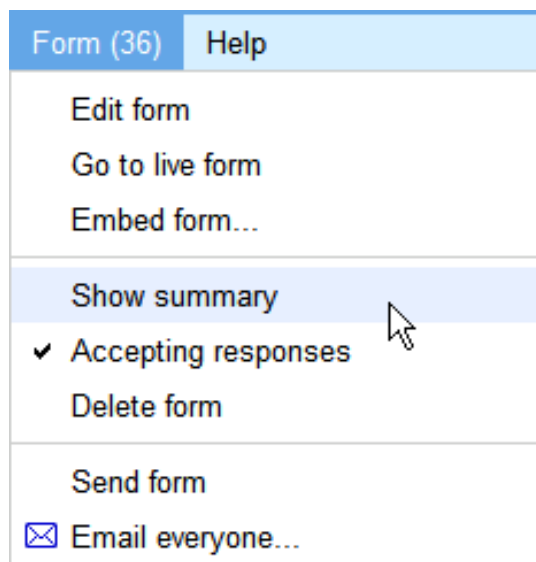 Form (36) Help
Edit form
Go to live form
Embed form...
Show summary
Accepting responses
Delete form
Send form
Email everyone...